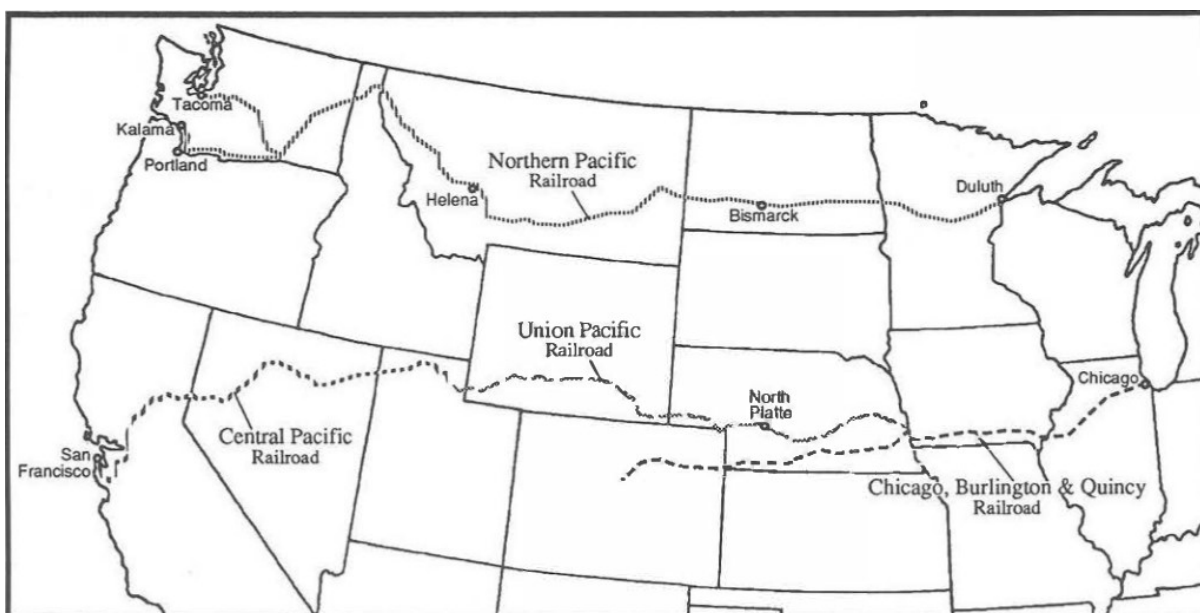 Tacoma
Kalama
Portland
Northern Pacific
Railroad
Helena
Bismarck
Duluth
Union Pacific
Railroad
Chicago
North
Platte
Central Pacific
Railroad
San
Francisco
Chicago, Burlington & Quincy
Railroad